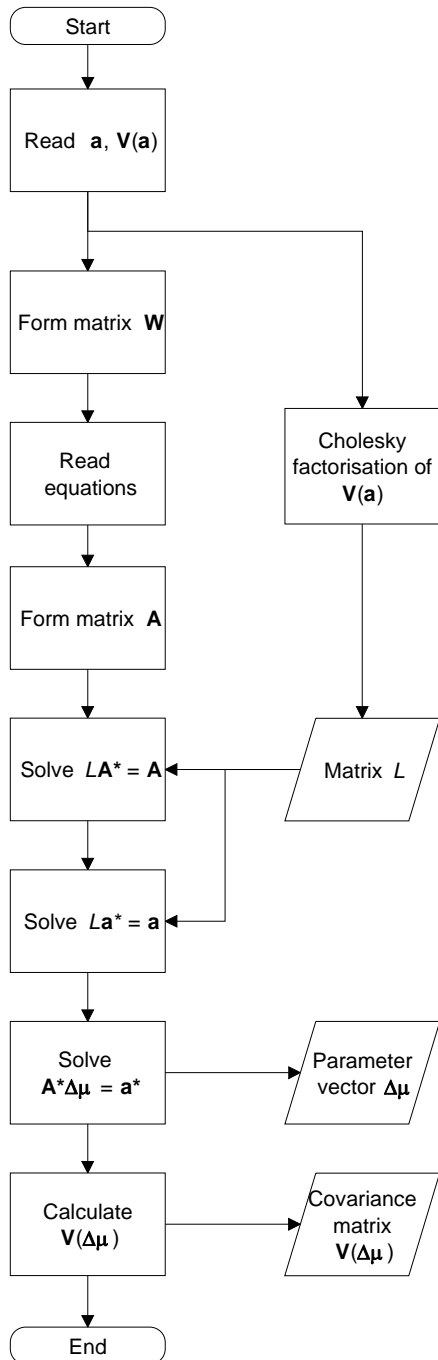 Start
Read a, V(a)
Form matrix W
Read
equations
Cholesky
factorisation of
V(a)
Form matrix A
Solve LA* = A
Matrix L
Solve La* = a
Solve
A*Δμ = a*
Parameter
vector Δμ
Calculate
V(Δμ)
Covariance
matrix
V(Δμ)
End